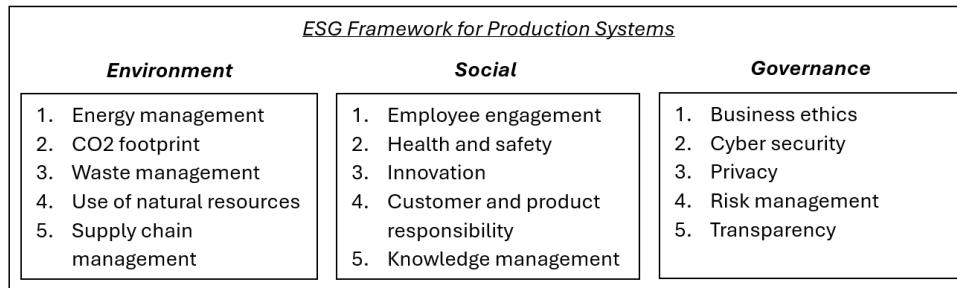 ESG Framework for Production Systems
Environment
1. Energy management
2. CO2 footprint
3. Waste management
4. Use of natural resources
5. Supply chain
management
Social
1. Employee engagement
2. Health and safety
3. Innovation
4. Customer and product
responsibility
5. Knowledge management
Governance
1. Business ethics
2. Cyber security
3. Privacy
4. Risk management
5. Transparency